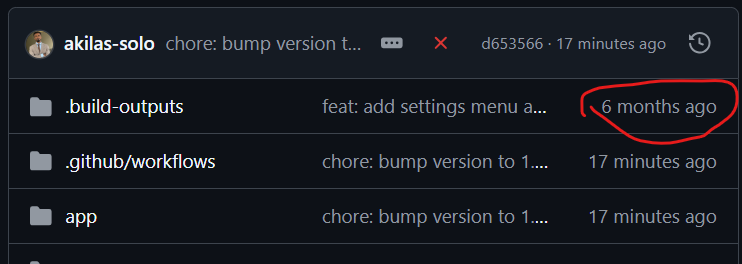 akilas-solo chore: bump version t... d653566 · 17 minutes ago
.build-outputs feat: add settings menu a... 6 months ago
.github/workflows chore: bump version to 1.... 17 minutes ago
app chore: bump version to 1.... 17 minutes ago